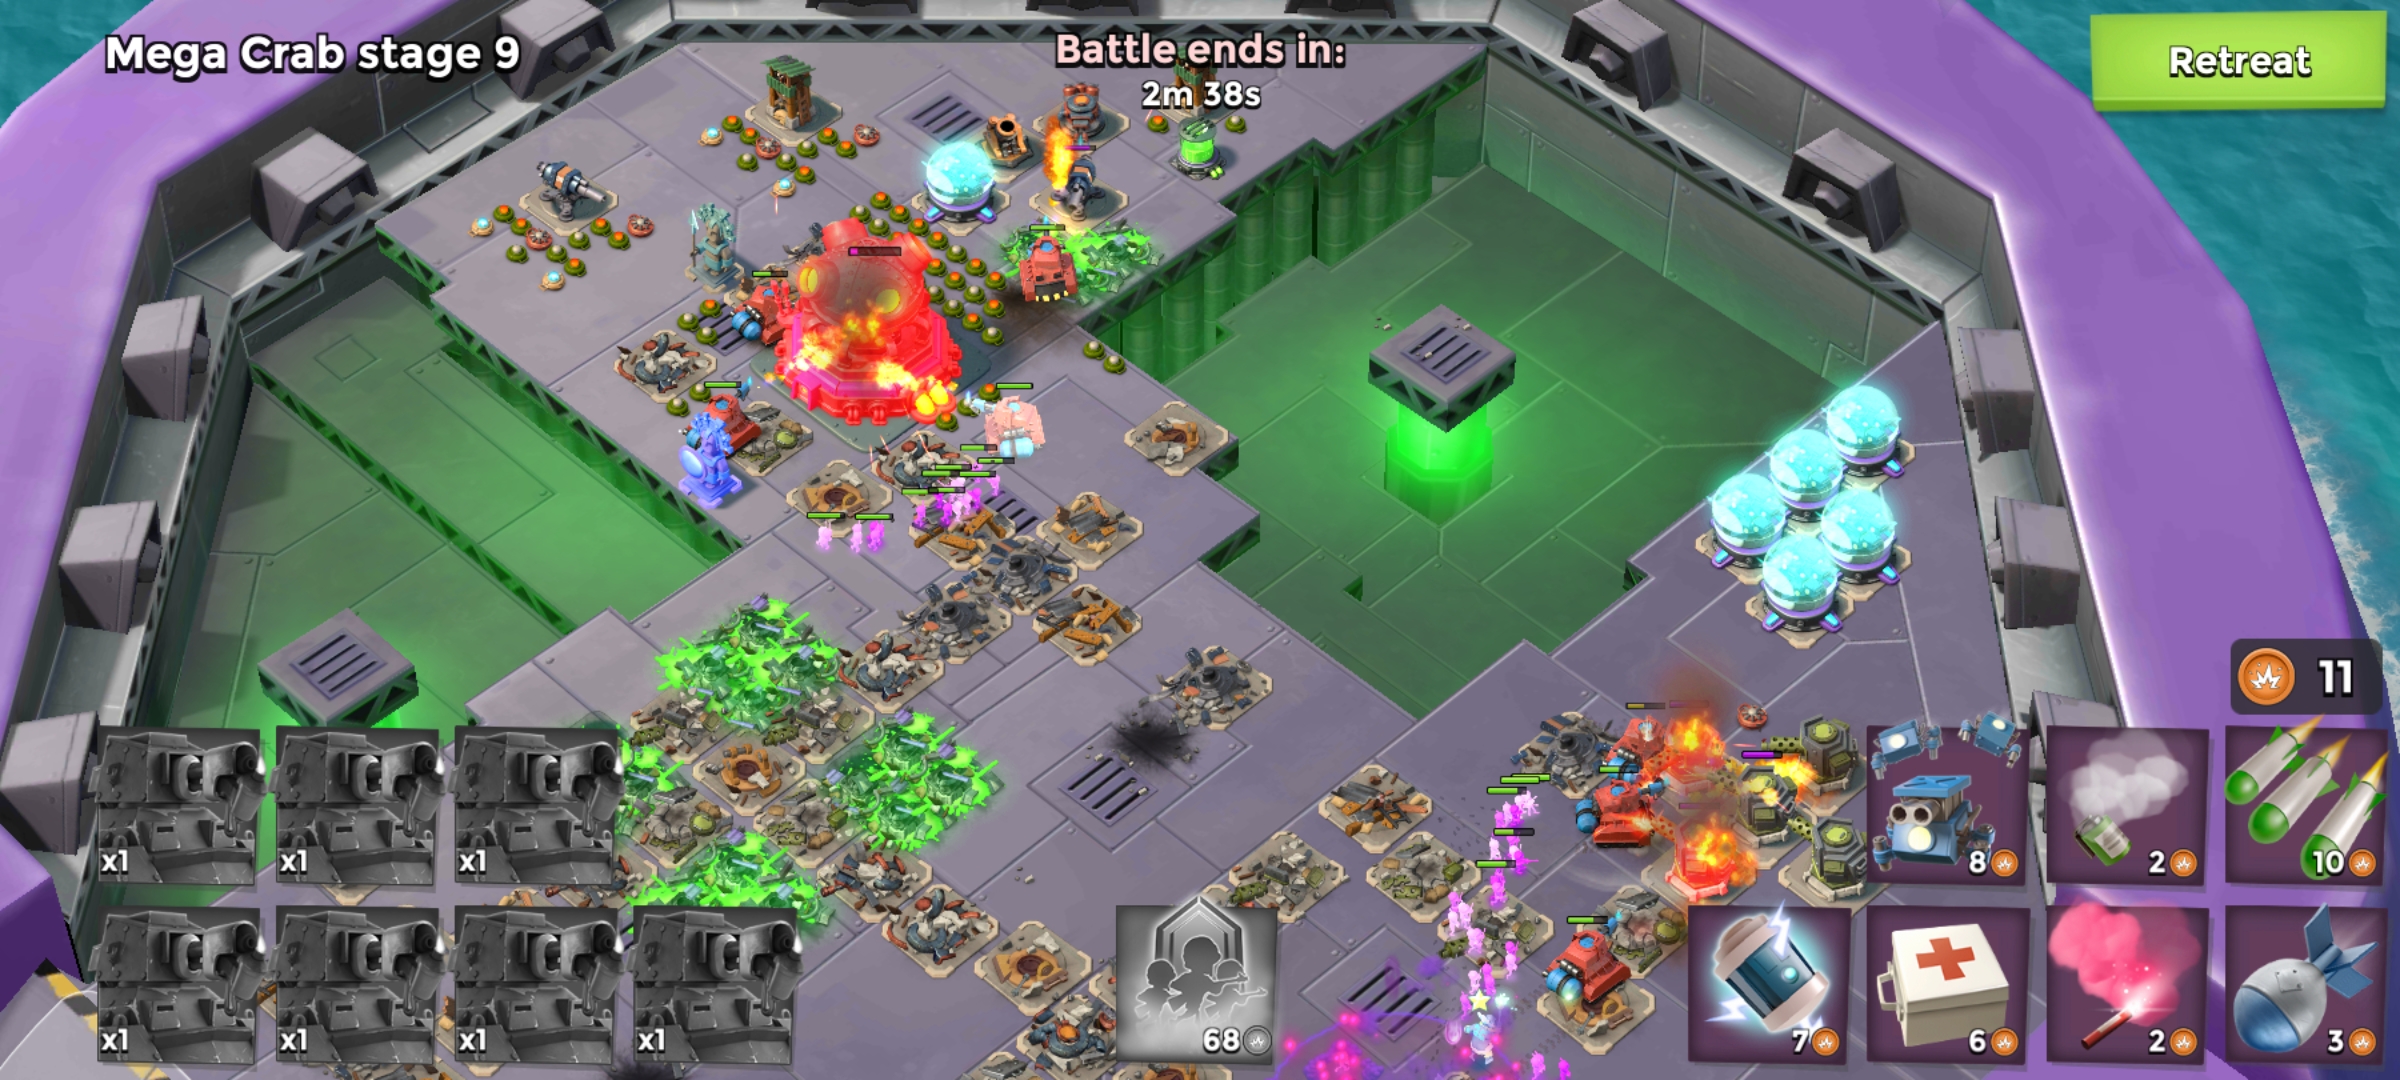 Mega Crab stage 9
Battle ends in:
2m 38s
Retreat
11
x1
x1
x1
8
2
10
x1
x1
x1
x1
68
7
6
2
3